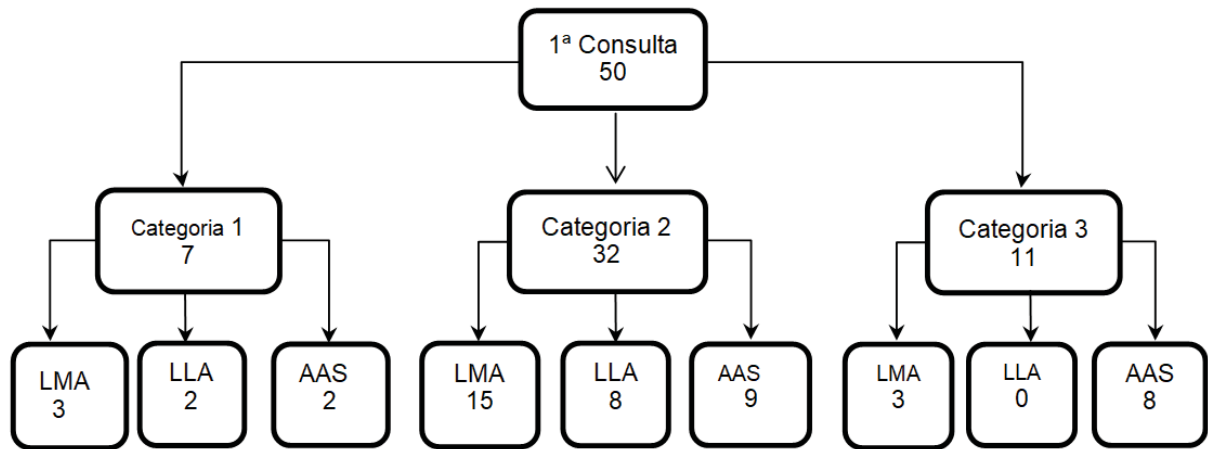 1ª Consulta
50
Categoria 1
7
Categoria 2
32
Categoria 3
11
LMA
3
LLA
2
AAS
2
LMA
15
LLA
8
AAS
9
LMA
3
LLA
0
AAS
8